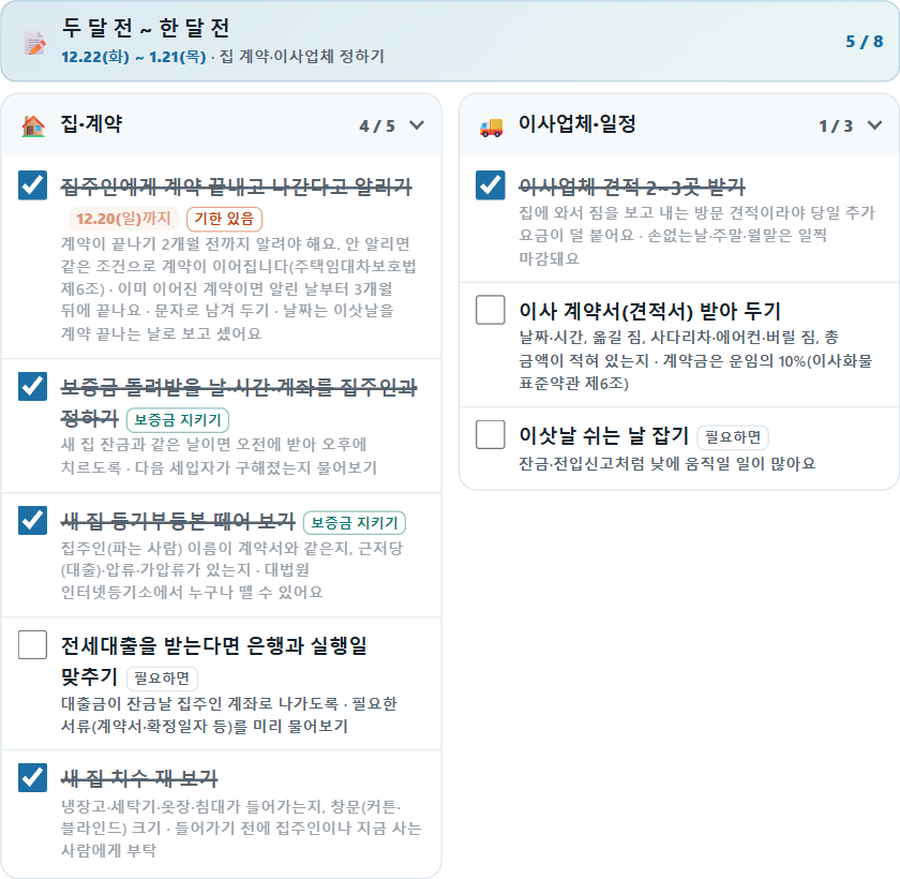 두 달 전 ~ 한 달 전
12.22(화) ~ 1.21(목) · 집 계약·이사업체 정하기
5 / 8
집·계약
4 / 5
집주인에게 계약 끝내고 나간다고 알리기
12.20(일)까지 기한 있음
계약이 끝나기 2개월 전까지 알려야 해요. 안 알리면
같은 조건으로 계약이 이어집니다(주택임대차보호법
제6조) · 이미 이어진 계약이면 알린 날부터 3개월
뒤에 끝나요 · 문자로 남겨 두기 · 날짜는 이삿날을
계약 끝나는 날로 보고 셌어요
보증금 돌려받을 날·시간·계좌를 집주인과
정하기 보증금 지키기
새 집 잔금과 같은 날이면 오전에 받아 오후에
치르도록 · 다음 세입자가 구해졌는지 물어보기
새 집 등기부등본 떼어 보기 보증금 지키기
집주인(파는 사람) 이름이 계약서와 같은지, 근저당
(대출)·압류·가압류가 있는지 · 대법원
인터넷등기소에서 누구나 뗄 수 있어요
전세대출을 받는다면 은행과 실행일
맞추기 필요하면
대출금이 잔금날 집주인 계좌로 나가도록 · 필요한
서류(계약서·확정일자 등)를 미리 물어보기
새 집 치수 재 보기
냉장고·세탁기·옷장·침대가 들어가는지, 창문(커튼·
블라인드) 크기 · 들어가기 전에 집주인이나 지금 사는
사람에게 부탁
이사업체·일정
1 / 3
이사업체 견적 2~3곳 받기
집에 와서 짐을 보고 내는 방문 견적이라야 당일 추가
요금이 덜 붙어요 · 손없는날·주말·월말은 일찍
마감돼요
이사 계약서(견적서) 받아 두기
날짜·시간, 옮길 짐, 사다리차·에어컨·버릴 짐, 총
금액이 적혀 있는지 · 계약금은 운임의 10%(이사화물
표준약관 제6조)
이삿날 쉬는 날 잡기 필요하면
잔금·전입신고처럼 낮에 움직일 일이 많아요